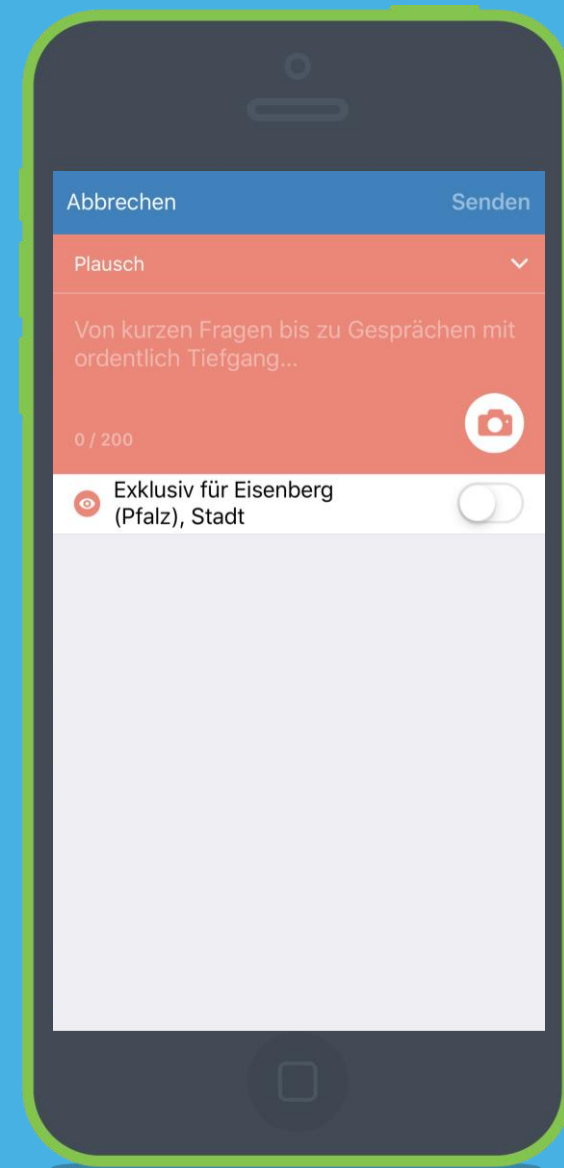 Abbrechen Senden
Plausch
Von kurzen Fragen bis zu Gesprächen mit
ordentlich Tiefgang...
0 / 200
Exklusiv für Eisenberg
(Pfalz), Stadt